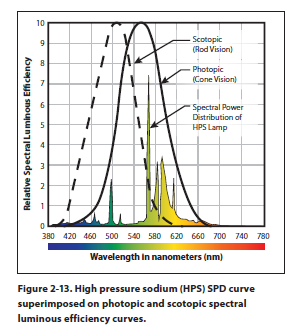 10
9
8
7
6
5
4
3
2
1
0
Relative Spectral Luminous Efficiency
Scotopic
(Rod Vision)
Photopic
(Cone Vision)
Spectral Power
Distribution of
HPS Lamp
380 420 460 500 540 580 620 660 700 740 780
Wavelength in nanometers (nm)
Figure 2-13. High pressure sodium (HPS) SPD curve
superimposed on photopic and scotopic spectral
luminous efficiency curves.